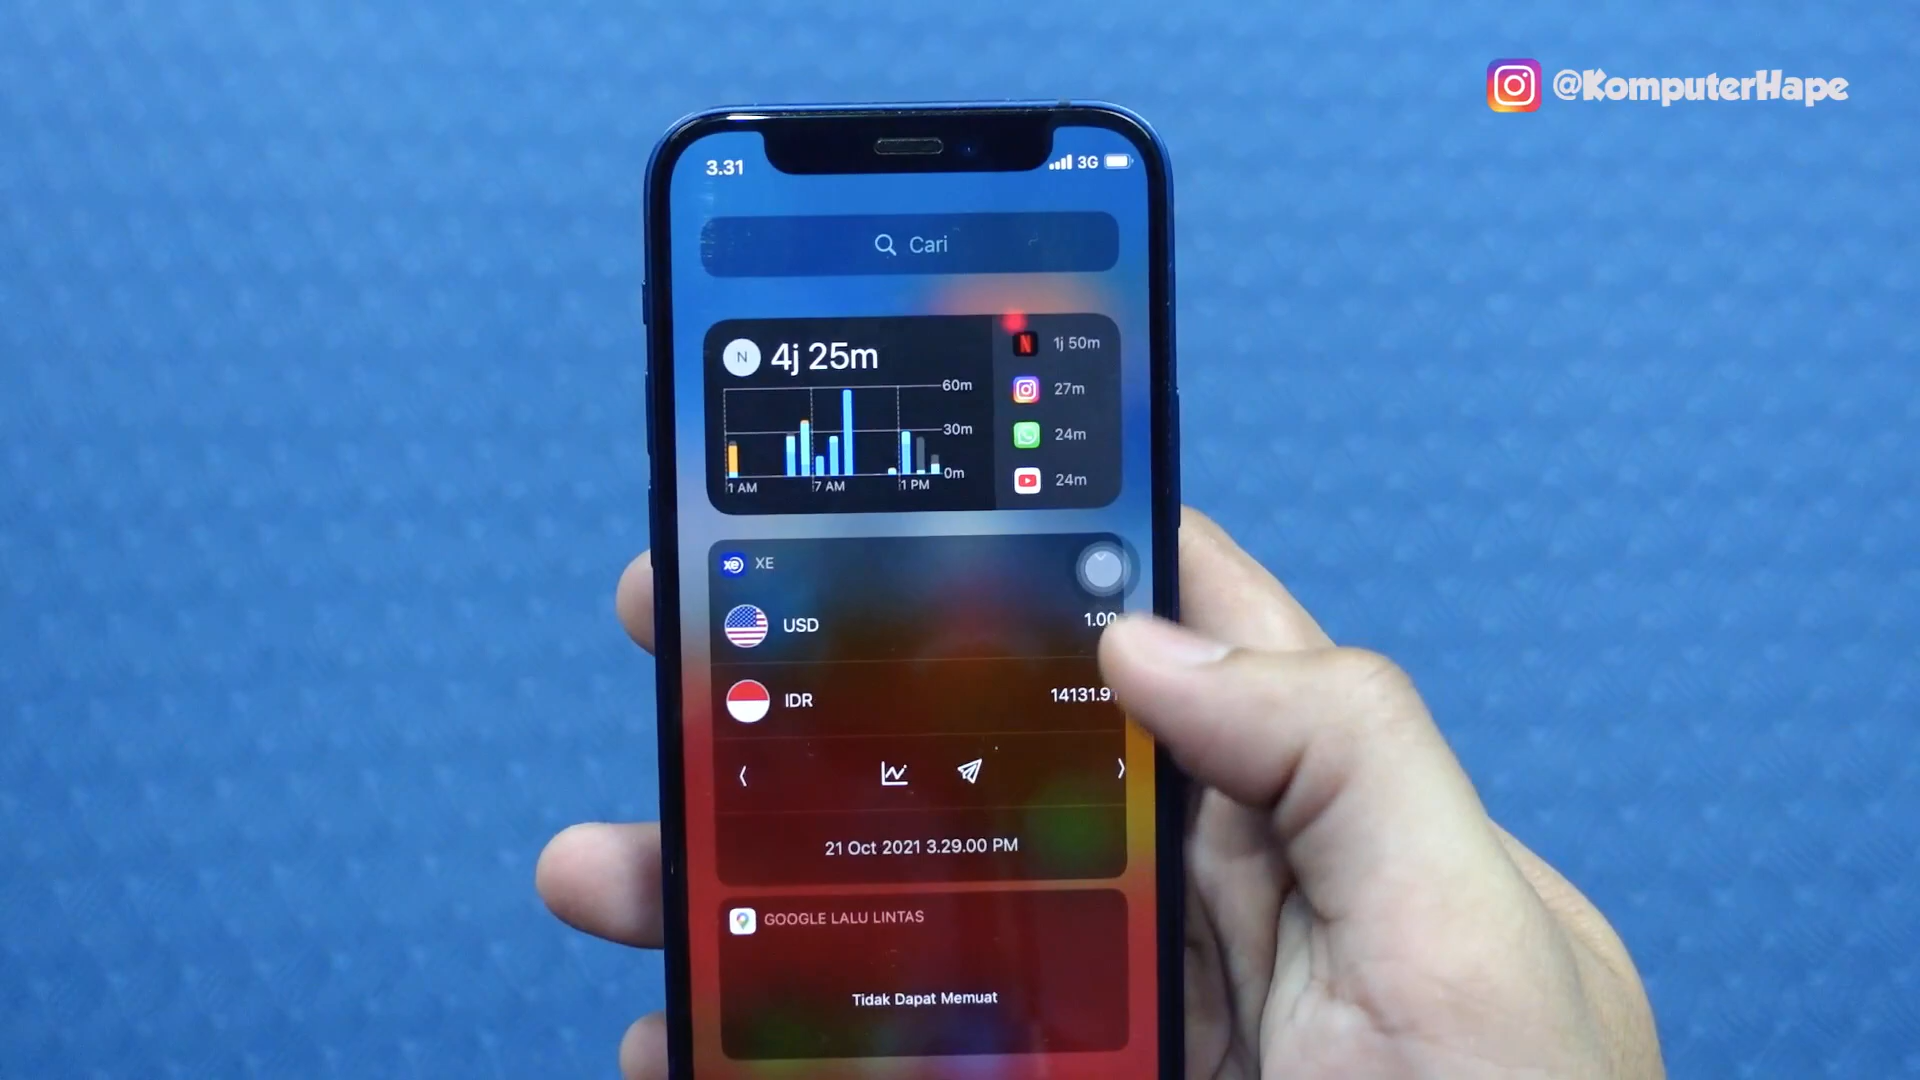 @KomputerHape
3.31
3G
Cari
N
4j 25m
60m
30m
0m
1 AM
7 AM
1 PM
N
1j 50m
27m
24m
24m
xe
XE
USD
1.00
IDR
14131.91
21 Oct 2021 3.29.00 PM
GOOGLE LALU LINTAS
Tidak Dapat Memuat